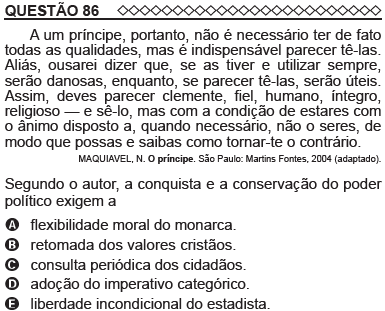 QUESTÃO 86
A um príncipe, portanto, não é necessário ter de fato
todas as qualidades, mas é indispensável parecer tê-las.
Aliás, ousarei dizer que, se as tiver e utilizar sempre,
serão danosas, enquanto, se parecer tê-las, serão úteis.
Assim, deves parecer clemente, fiel, humano, íntegro,
religioso — e sê-lo, mas com a condição de estares com
o ânimo disposto a, quando necessário, não o seres, de
modo que possas e saibas como tornar-te o contrário.
MAQUIAVEL, N. O príncipe. São Paulo: Martins Fontes, 2004 (adaptado).
Segundo o autor, a conquista e a conservação do poder
político exigem a
A flexibilidade moral do monarca.
B retomada dos valores cristãos.
C consulta periódica dos cidadãos.
D adoção do imperativo categórico.
E liberdade incondicional do estadista.